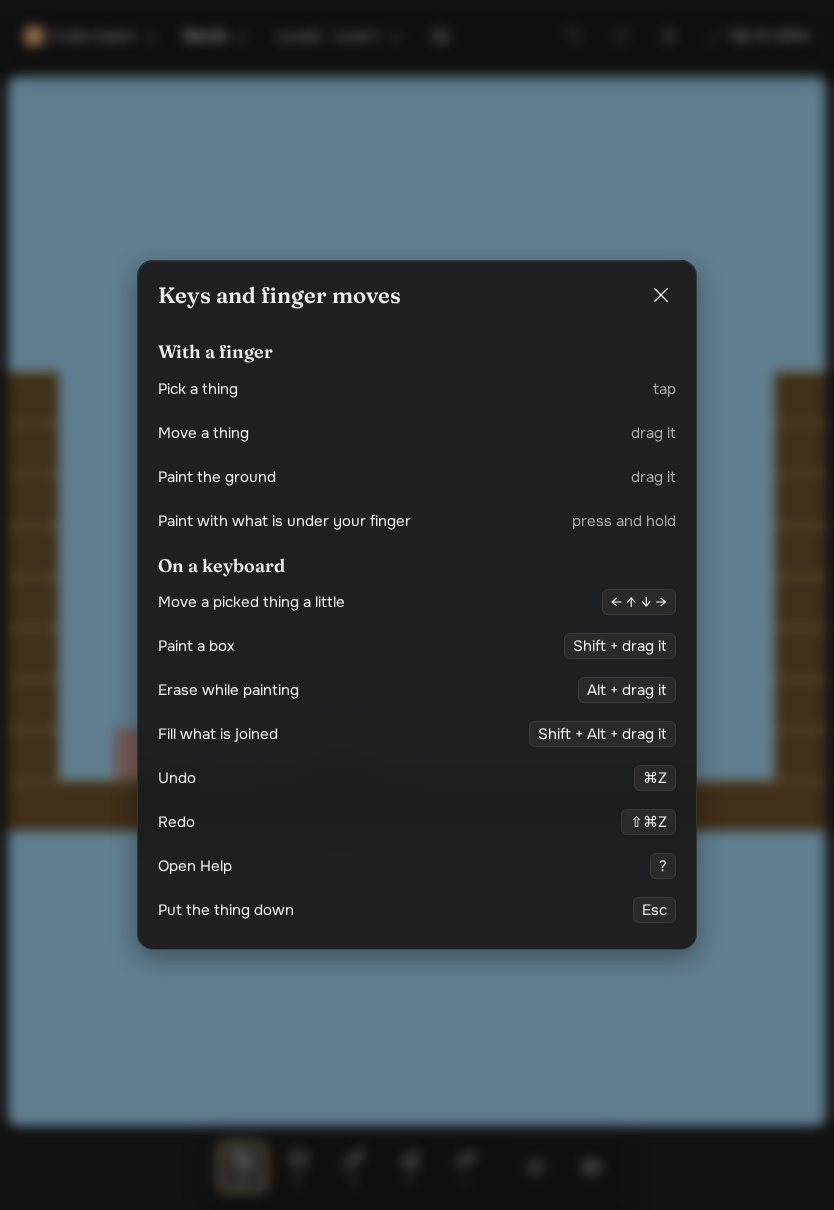 Keys and finger moves
With a finger
Pick a thing tap
Move a thing drag it
Paint the ground drag it
Paint with what is under your finger press and hold
On a keyboard
Move a picked thing a little ← ↑ ↓ →
Paint a box Shift + drag it
Erase while painting Alt + drag it
Fill what is joined Shift + Alt + drag it
Undo ⌘Z
Redo ⇧⌘Z
Open Help ?
Put the thing down Esc